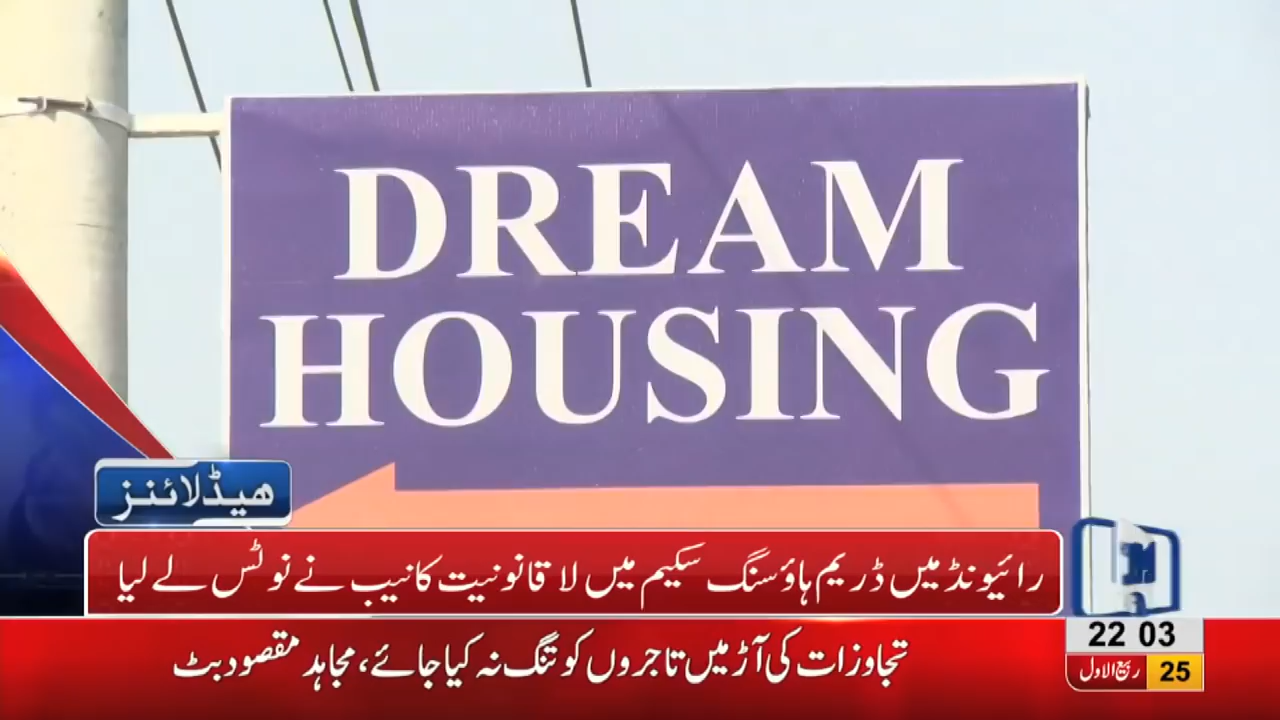 DREAM
HOUSING
ھیڈلائنز
رائیونڈ میں ڈریم ہاؤسنگ سکیم میں لاقانونیت کا نیب نے نوٹس لے لیا
22 03
تجاوزات کی آڑ میں تاجروں کو تنگ نہ کیا جائے، مجاہد مقصود بٹ
25 ربیع الاول